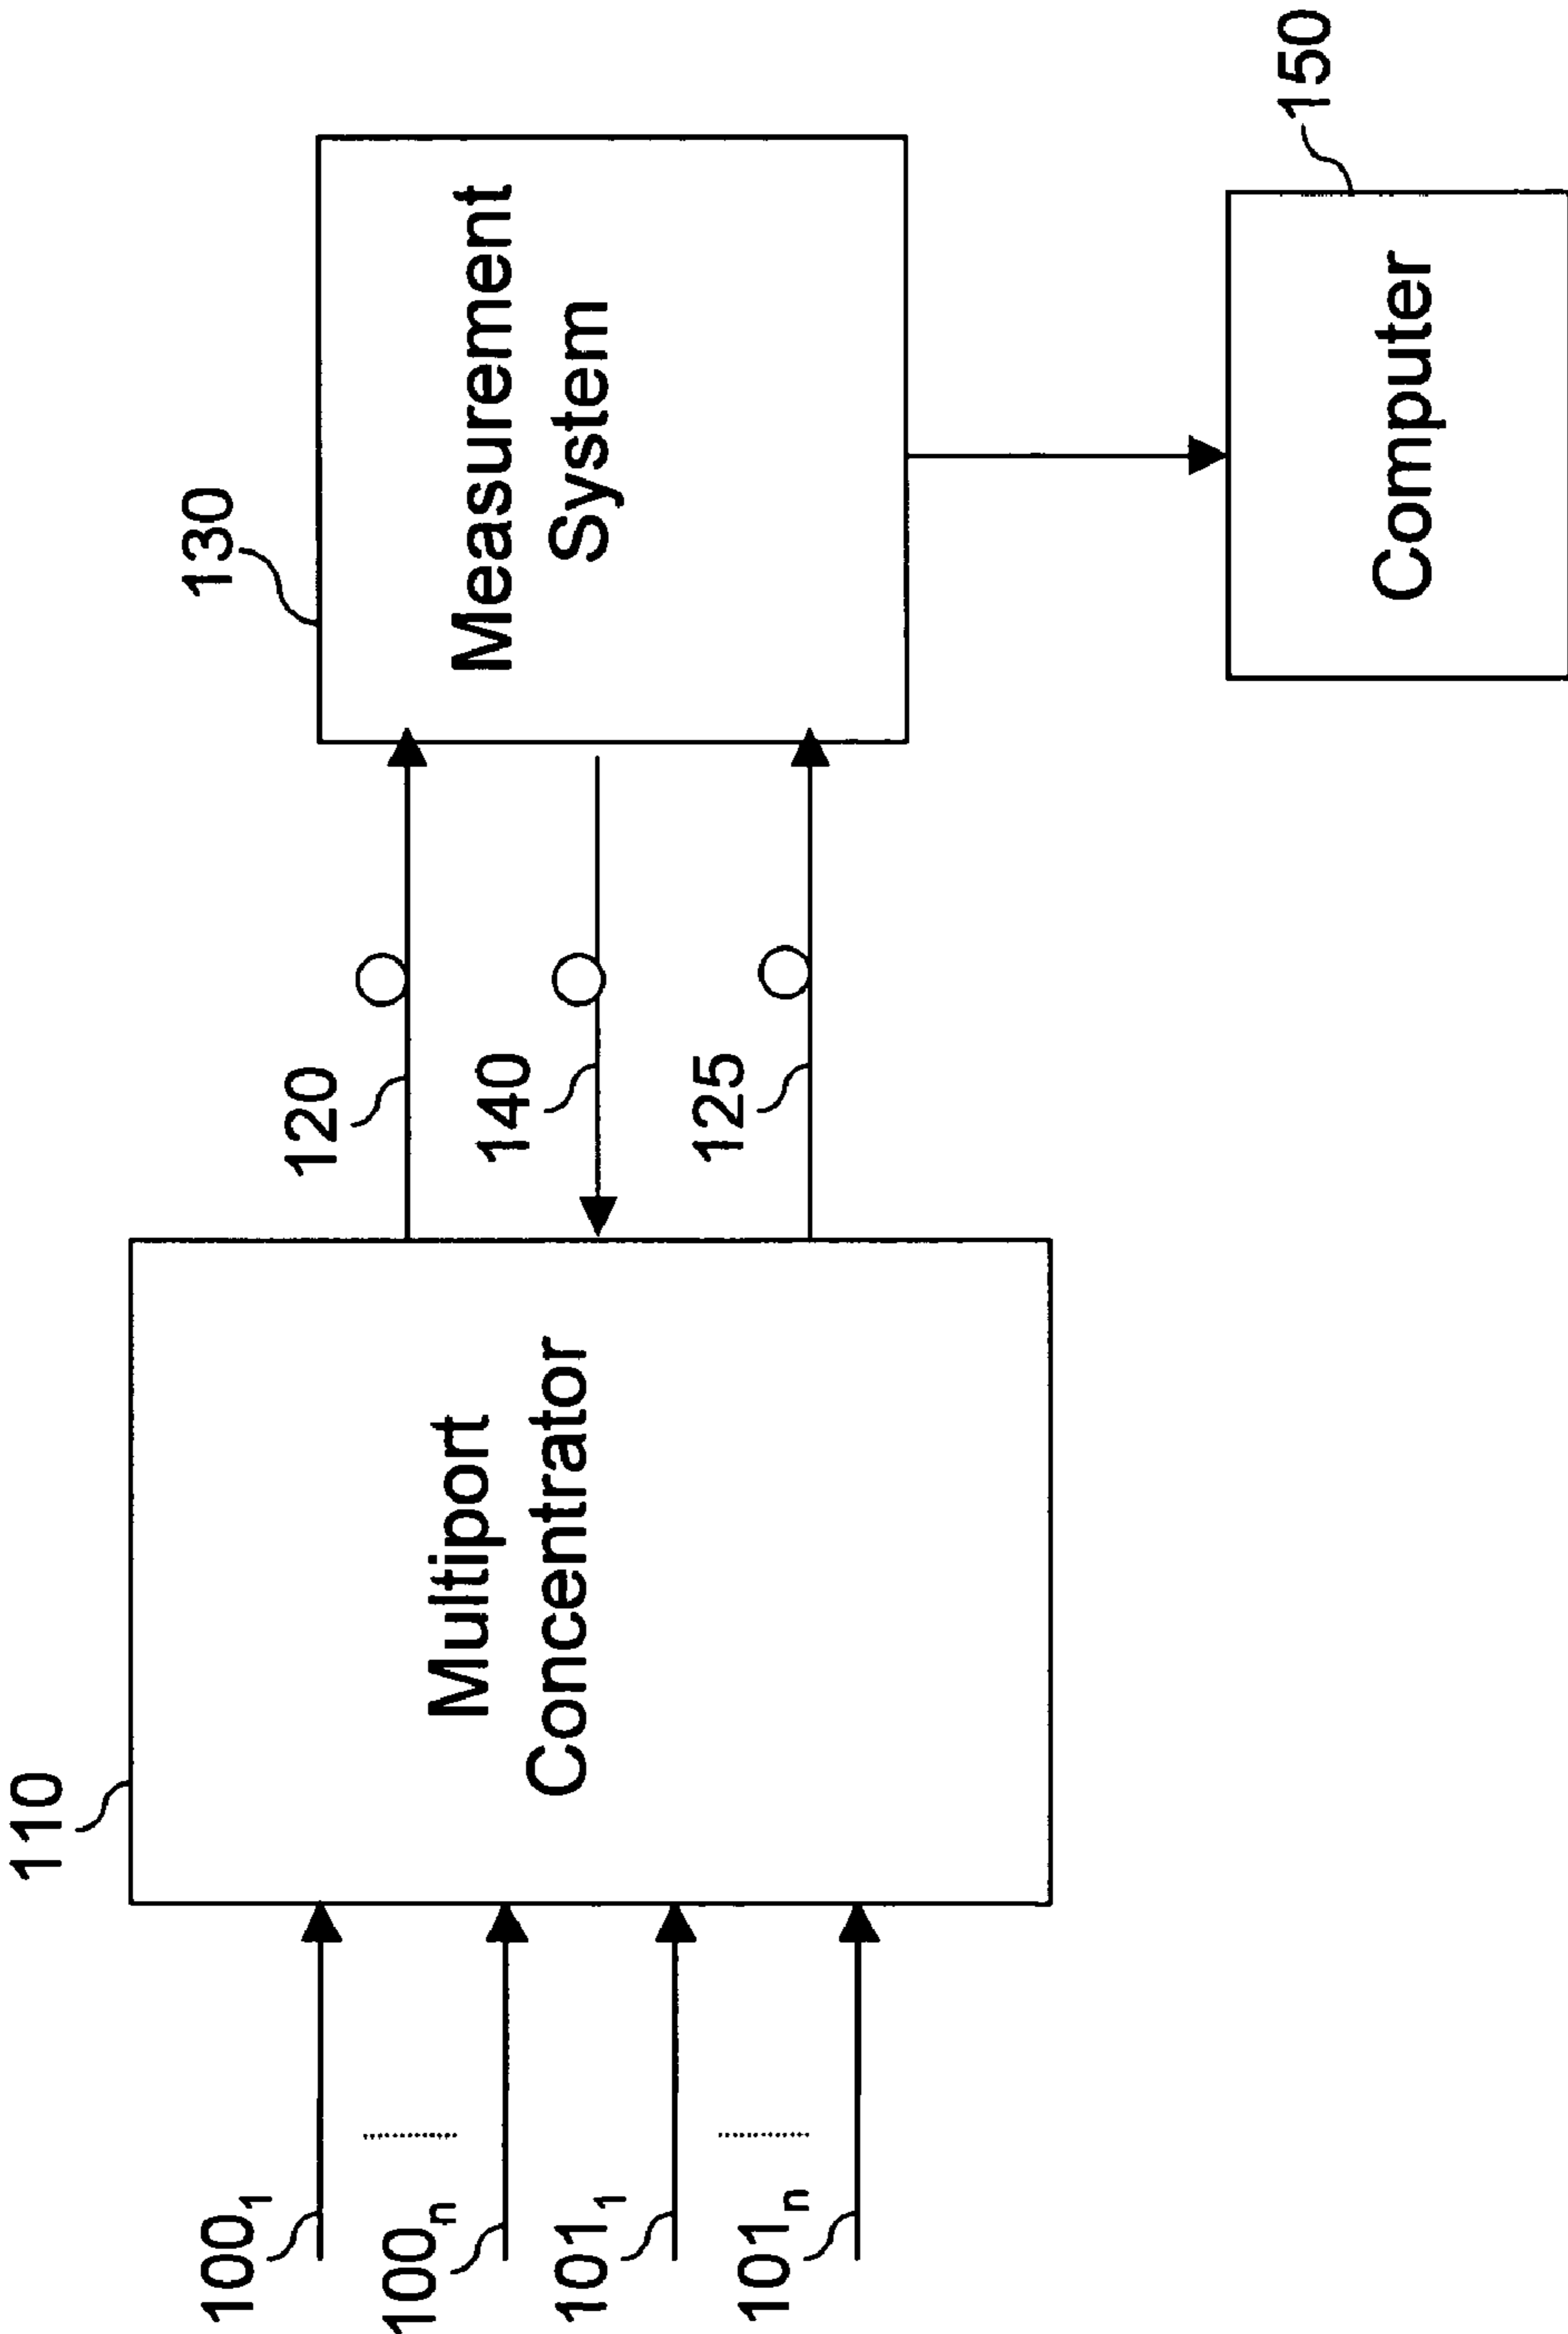 110
130
100₁
100ₙ
101₁
101ₙ
Multiport
Concentrator
120
140
125
Measurement
System
150
Computer